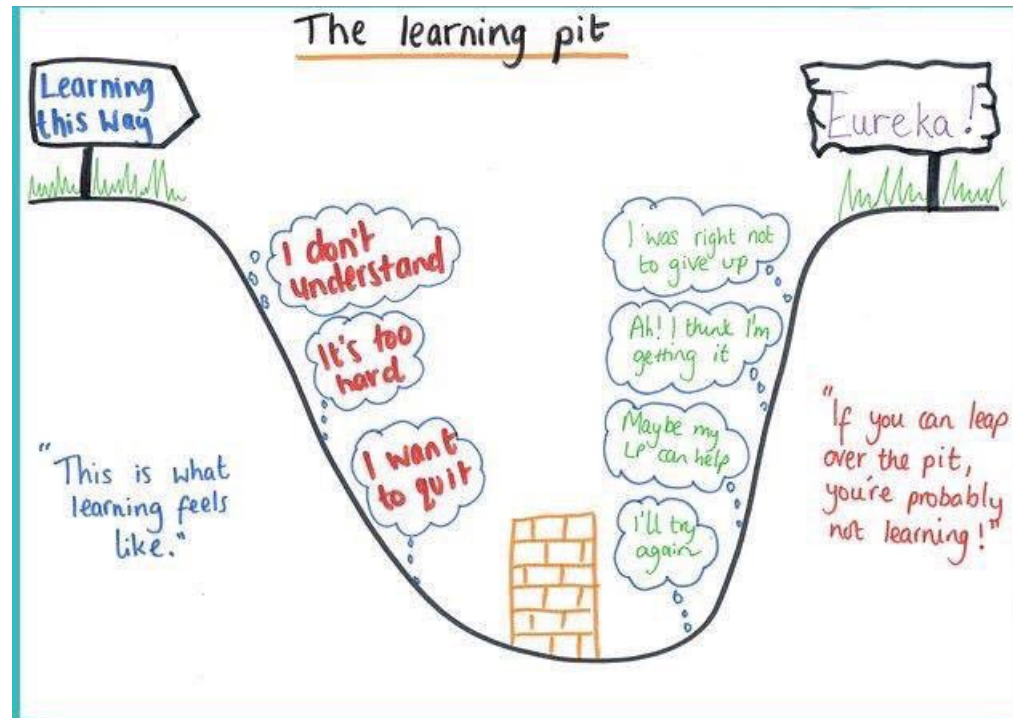 The learning pit
Learning
this Way
Eureka!
I don't
understand
It's too
hard
I want
to quit
I was right not
to give up
Ah! I think I'm
getting it
Maybe my
LP can help
I'll try
again
"This is what
learning feels
like."
"If you can leap
over the pit,
you're probably
not learning!"